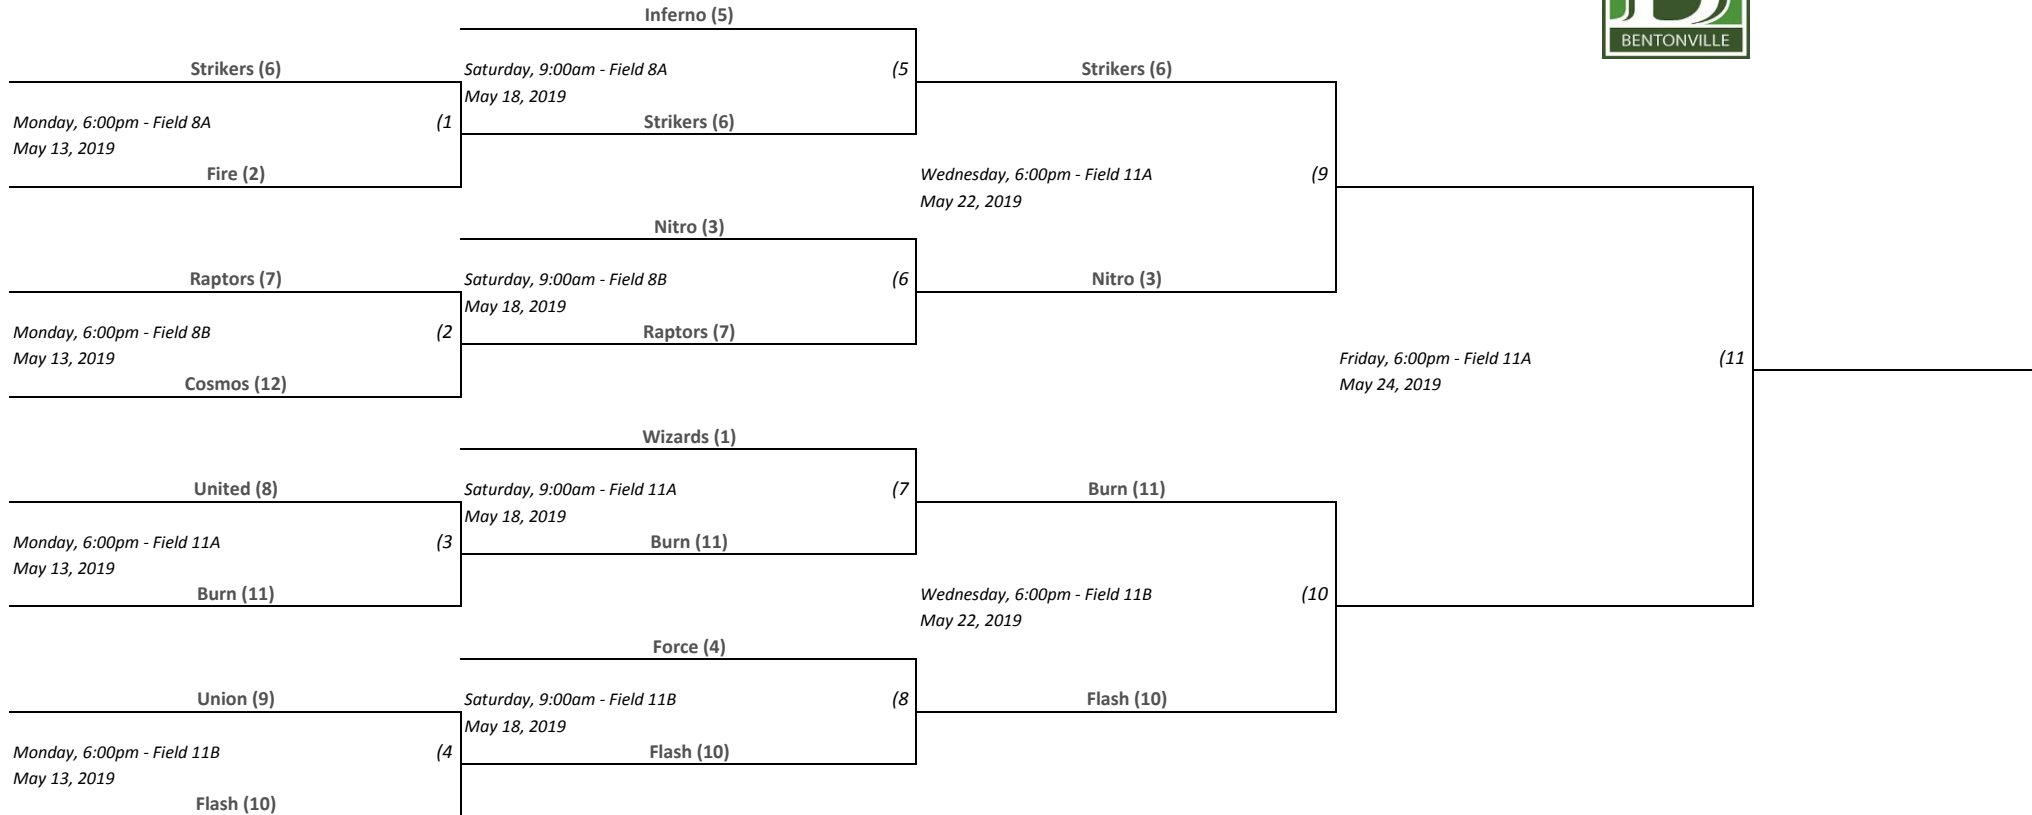 Inferno (5)
BENTONVILLE
Strikers (6)
Saturday, 9:00am - Field 8A
(5
Strikers (6)
May 18, 2019
Monday, 6:00pm - Field 8A
(1
Strikers (6)
May 13, 2019
Fire (2)
Wednesday, 6:00pm - Field 11A
(9
May 22, 2019
Nitro (3)
Raptors (7)
Saturday, 9:00am - Field 8B
(6
Nitro (3)
May 18, 2019
Monday, 6:00pm - Field 8B
(2
Raptors (7)
May 13, 2019
Friday, 6:00pm - Field 11A
(11
Cosmos (12)
May 24, 2019
Wizards (1)
United (8)
Saturday, 9:00am - Field 11A
(7
Burn (11)
May 18, 2019
Monday, 6:00pm - Field 11A
(3
Burn (11)
May 13, 2019
Burn (11)
Wednesday, 6:00pm - Field 11B
(10
May 22, 2019
Force (4)
Union (9)
Saturday, 9:00am - Field 11B
(8
Flash (10)
May 18, 2019
Monday, 6:00pm - Field 11B
(4
Flash (10)
May 13, 2019
Flash (10)